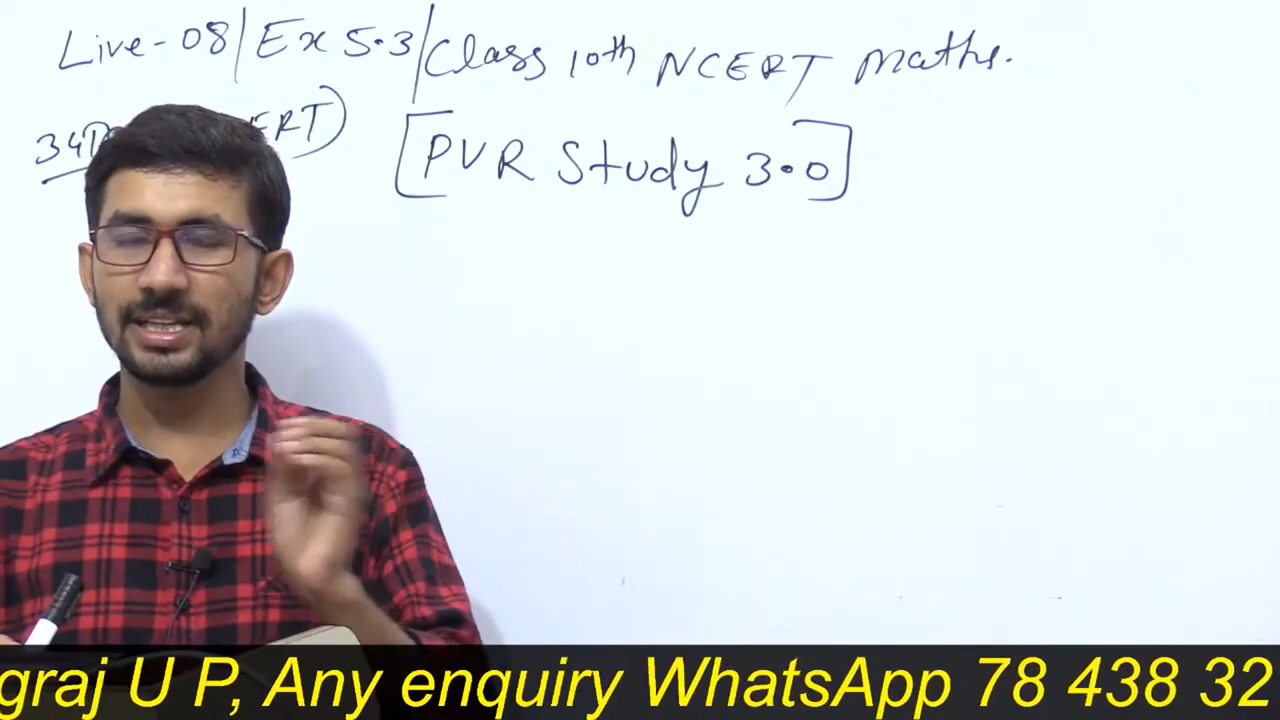 Live-08/Ex 5.3/Class 10th NCERT Maths.
[PVR Study 3.0]
graj U P, Any enquiry WhatsApp 78 438 32